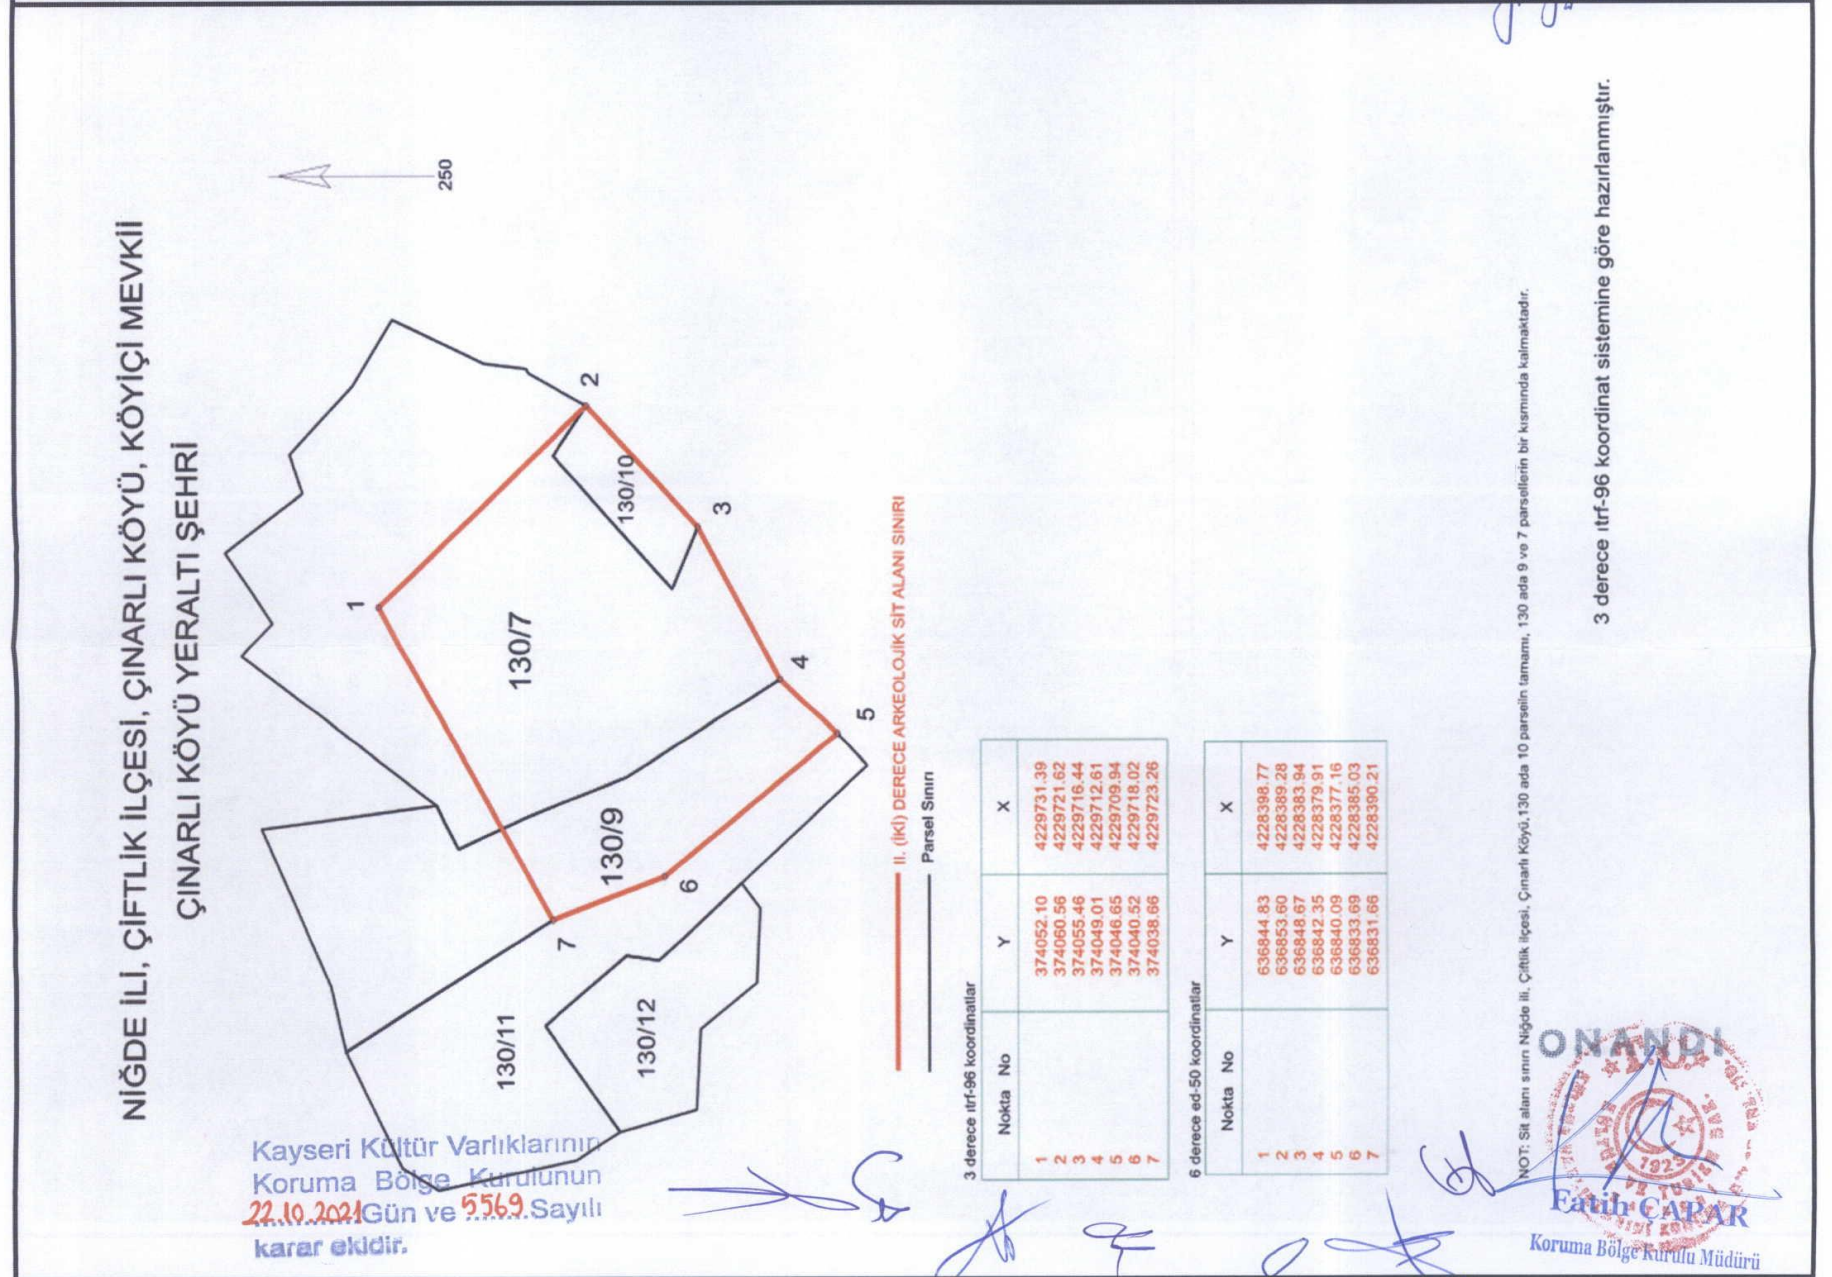 NİĞDE İLİ, ÇİFTLİK İLÇESİ, ÇINARLI KÖYÜ, KÖYİÇİ MEVKİİ
ÇINARLI KÖYÜ YERALTI ŞEHRİ
250
1
2
130/10
3
130/7
4
5
130/9
6
7
130/11
130/12
II. (İKİ) DERECE ARKEOLOJİK SİT ALANI SINIRI
Parsel Sınırı
3 derece ıtrf-96 koordinatlar
Nokta No Y X
1 374052.10 4229731.39
2 374060.56 4229721.62
3 374055.46 4229716.44
4 374049.01 4229712.61
5 374046.65 4229709.94
6 374040.52 4229718.02
7 374038.66 4229723.26
6 derece ed-50 koordinatlar
Nokta No Y X
1 636844.83 4228398.77
2 636853.60 4228389.28
3 636848.67 4228383.94
4 636842.35 4228379.91
5 636840.09 4228377.16
6 636833.69 4228385.03
7 636831.66 4228390.21
NOT: Sit alanı sınırı Niğde ili, Çiftlik ilçesi, Çınarlı Köyü,130 ada 10 parselin tamamı, 130 ada 9 ve 7 parsellerin bir kısmında kalmaktadır.
3 derece ıtrf-96 koordinat sistemine göre hazırlanmıştır.
Kayseri Kültür Varlıklarının
Koruma Bölge Kurulunun
22.10.2021 Gün ve 5569 Sayılı
karar ekidir.
ONANDI
Fatih ÇAPAR
Koruma Bölge Kurulu Müdürü